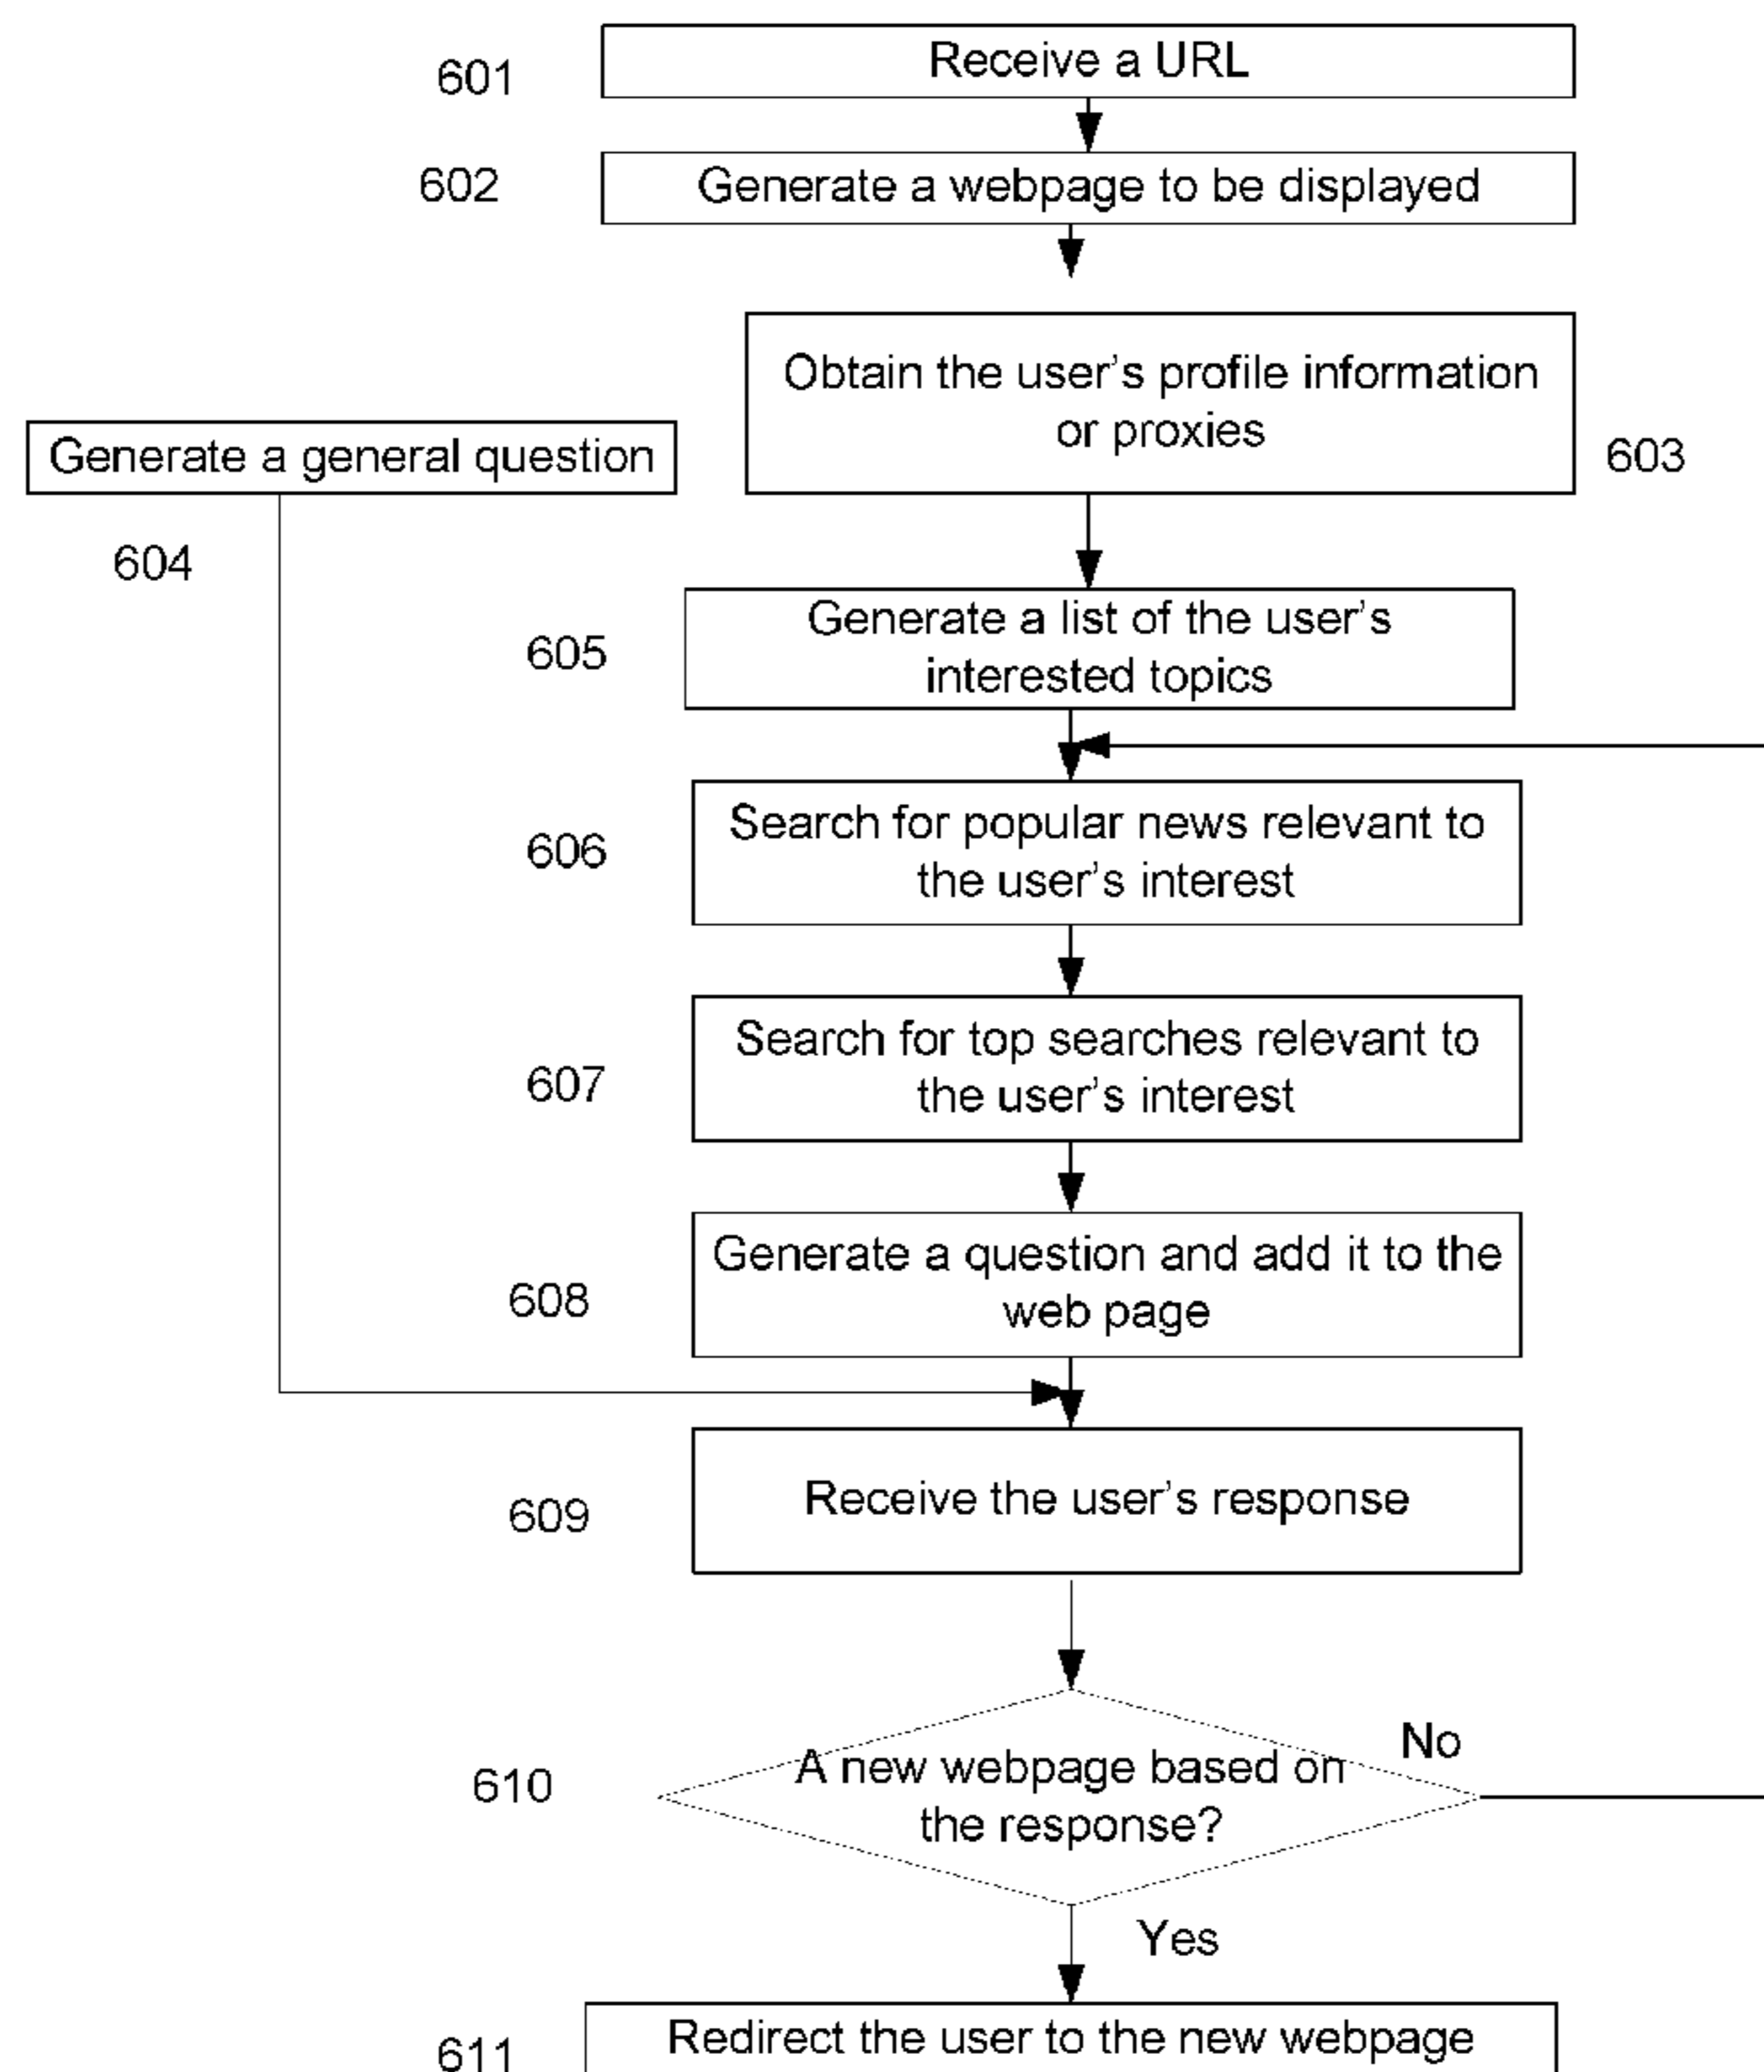 601
Receive a URL
602
Generate a webpage to be displayed
Obtain the user's profile information
or proxies
603
Generate a general question
604
605
Generate a list of the user's
interested topics
606
Search for popular news relevant to
the user's interest
607
Search for top searches relevant to
the user's interest
608
Generate a question and add it to the
web page
609
Receive the user's response
610
A new webpage based on
the response?
No
Yes
611
Redirect the user to the new webpage